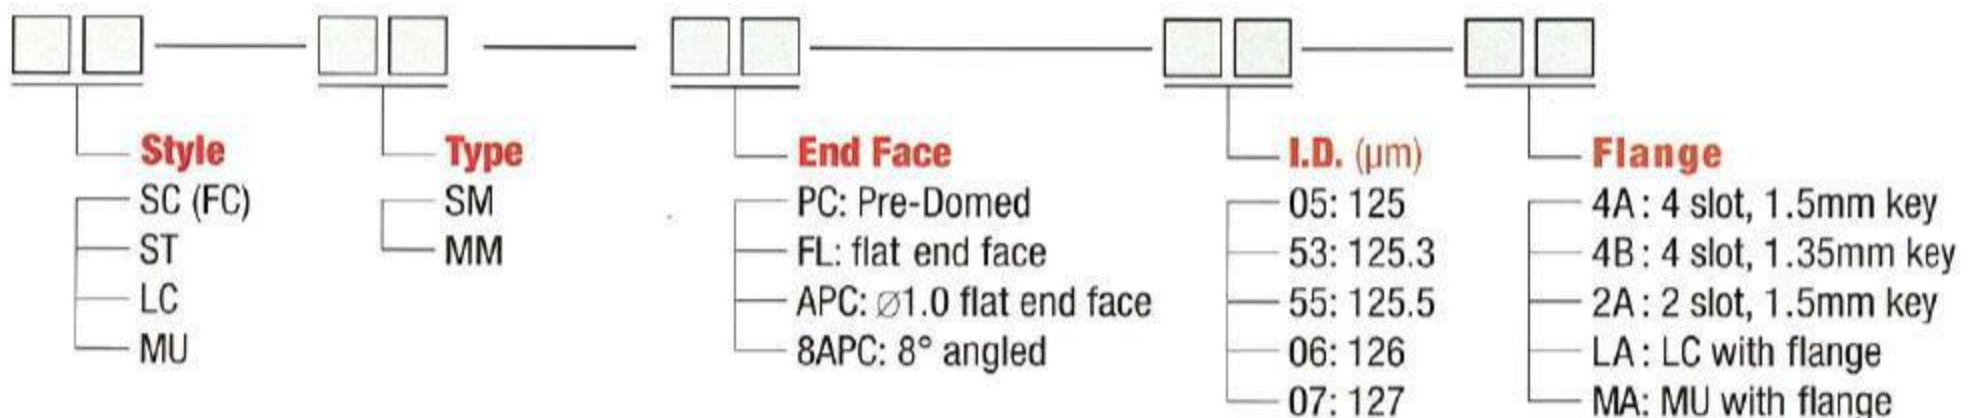 Style
SC (FC)
ST
LC
MU
Type
SM
MM
End Face
PC: Pre-Domed
FL: flat end face
APC: ∅1.0 flat end face
8APC: 8° angled
I.D. (µm)
05: 125
53: 125.3
55: 125.5
06: 126
07: 127
Flange
4A: 4 slot, 1.5mm key
4B: 4 slot, 1.35mm key
2A: 2 slot, 1.5mm key
LA: LC with flange
MA: MU with flange